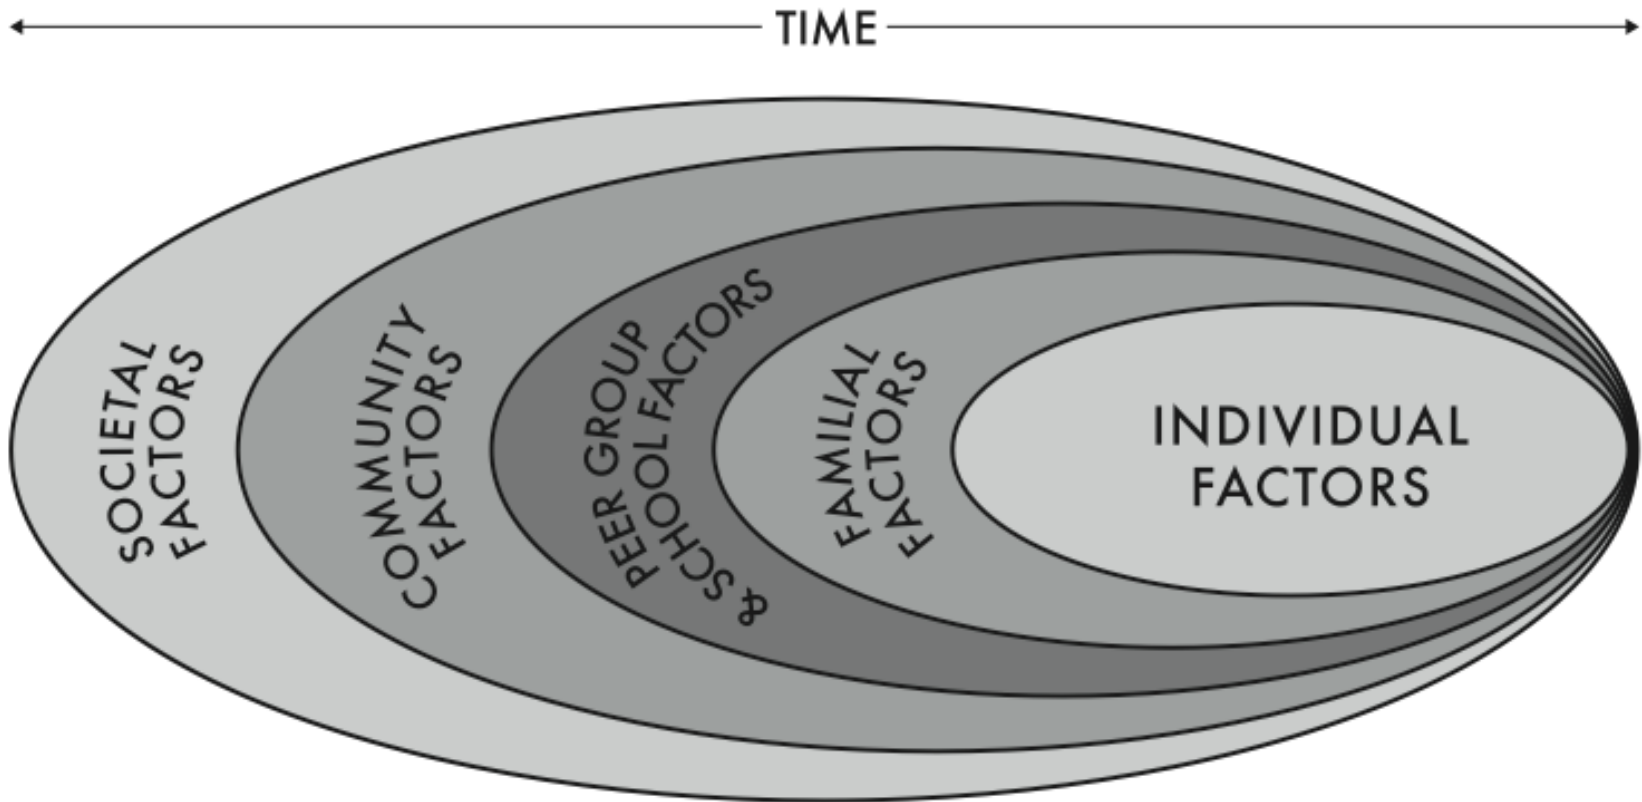 TIME
SOCIETAL
FACTORS
COMMUNITY
FACTORS
PEER GROUP
& SCHOOL FACTORS
FAMILIAL
FACTORS
INDIVIDUAL
FACTORS